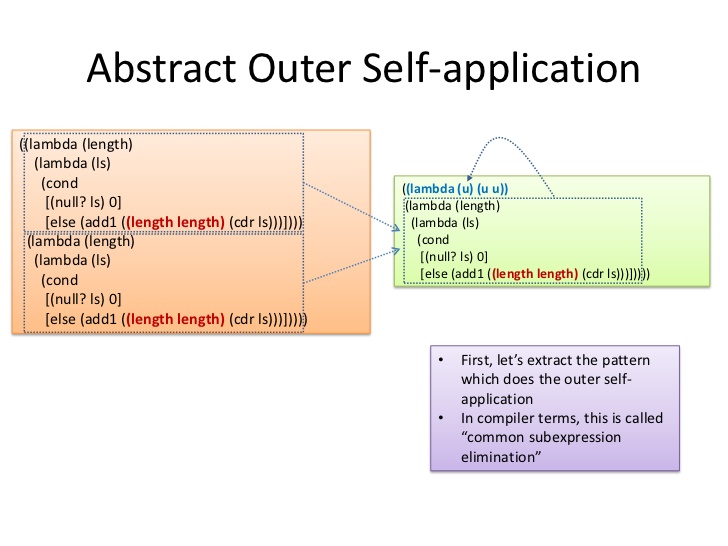 Abstract Outer Self-application
((lambda (length)
(lambda (ls)
(cond
[(null? ls) 0]
[else (add1 ((length length) (cdr ls)))])))
(lambda (length)
(lambda (ls)
(cond
[(null? ls) 0]
[else (add1 ((length length) (cdr ls)))]))))
((lambda (u) (u u))
(lambda (length)
(lambda (ls)
(cond
[(null? ls) 0]
[else (add1 ((length length) (cdr ls)))]))))
• First, let’s extract the pattern
which does the outer self-
application
• In compiler terms, this is called
“common subexpression
elimination”